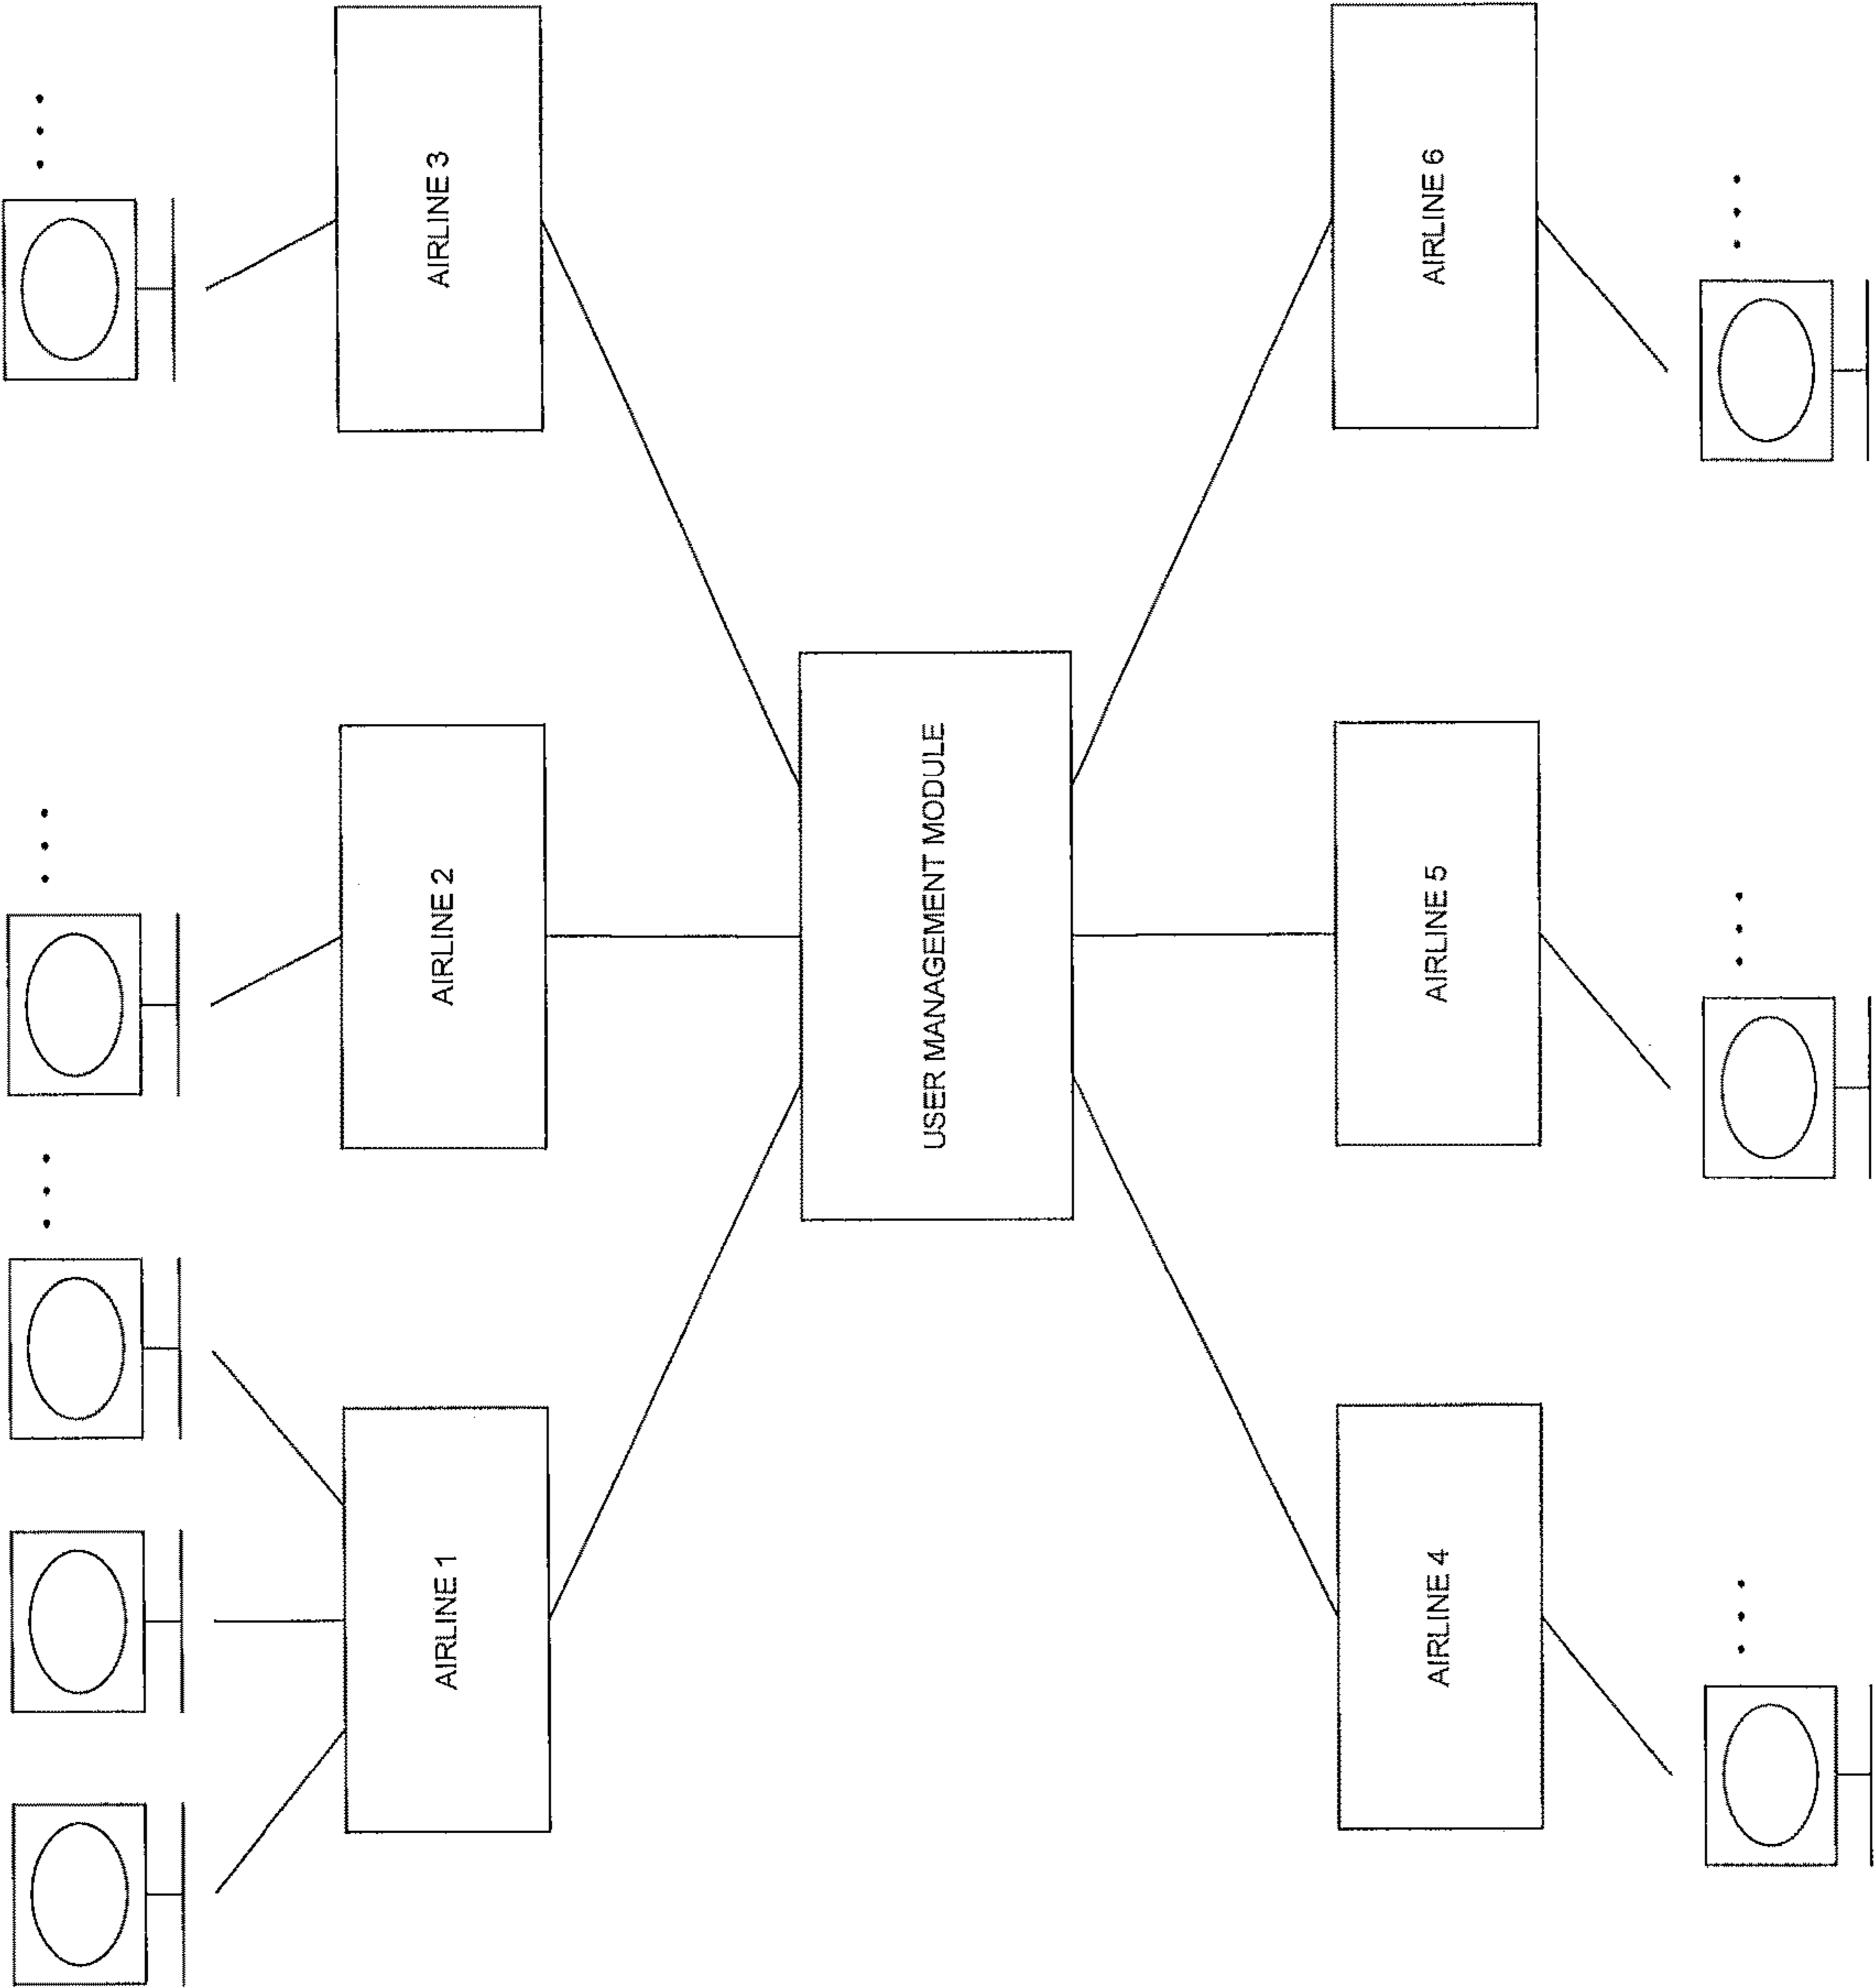 AIRLINE 1
AIRLINE 2
AIRLINE 3
USER MANAGEMENT MODULE
AIRLINE 4
AIRLINE 5
AIRLINE 6